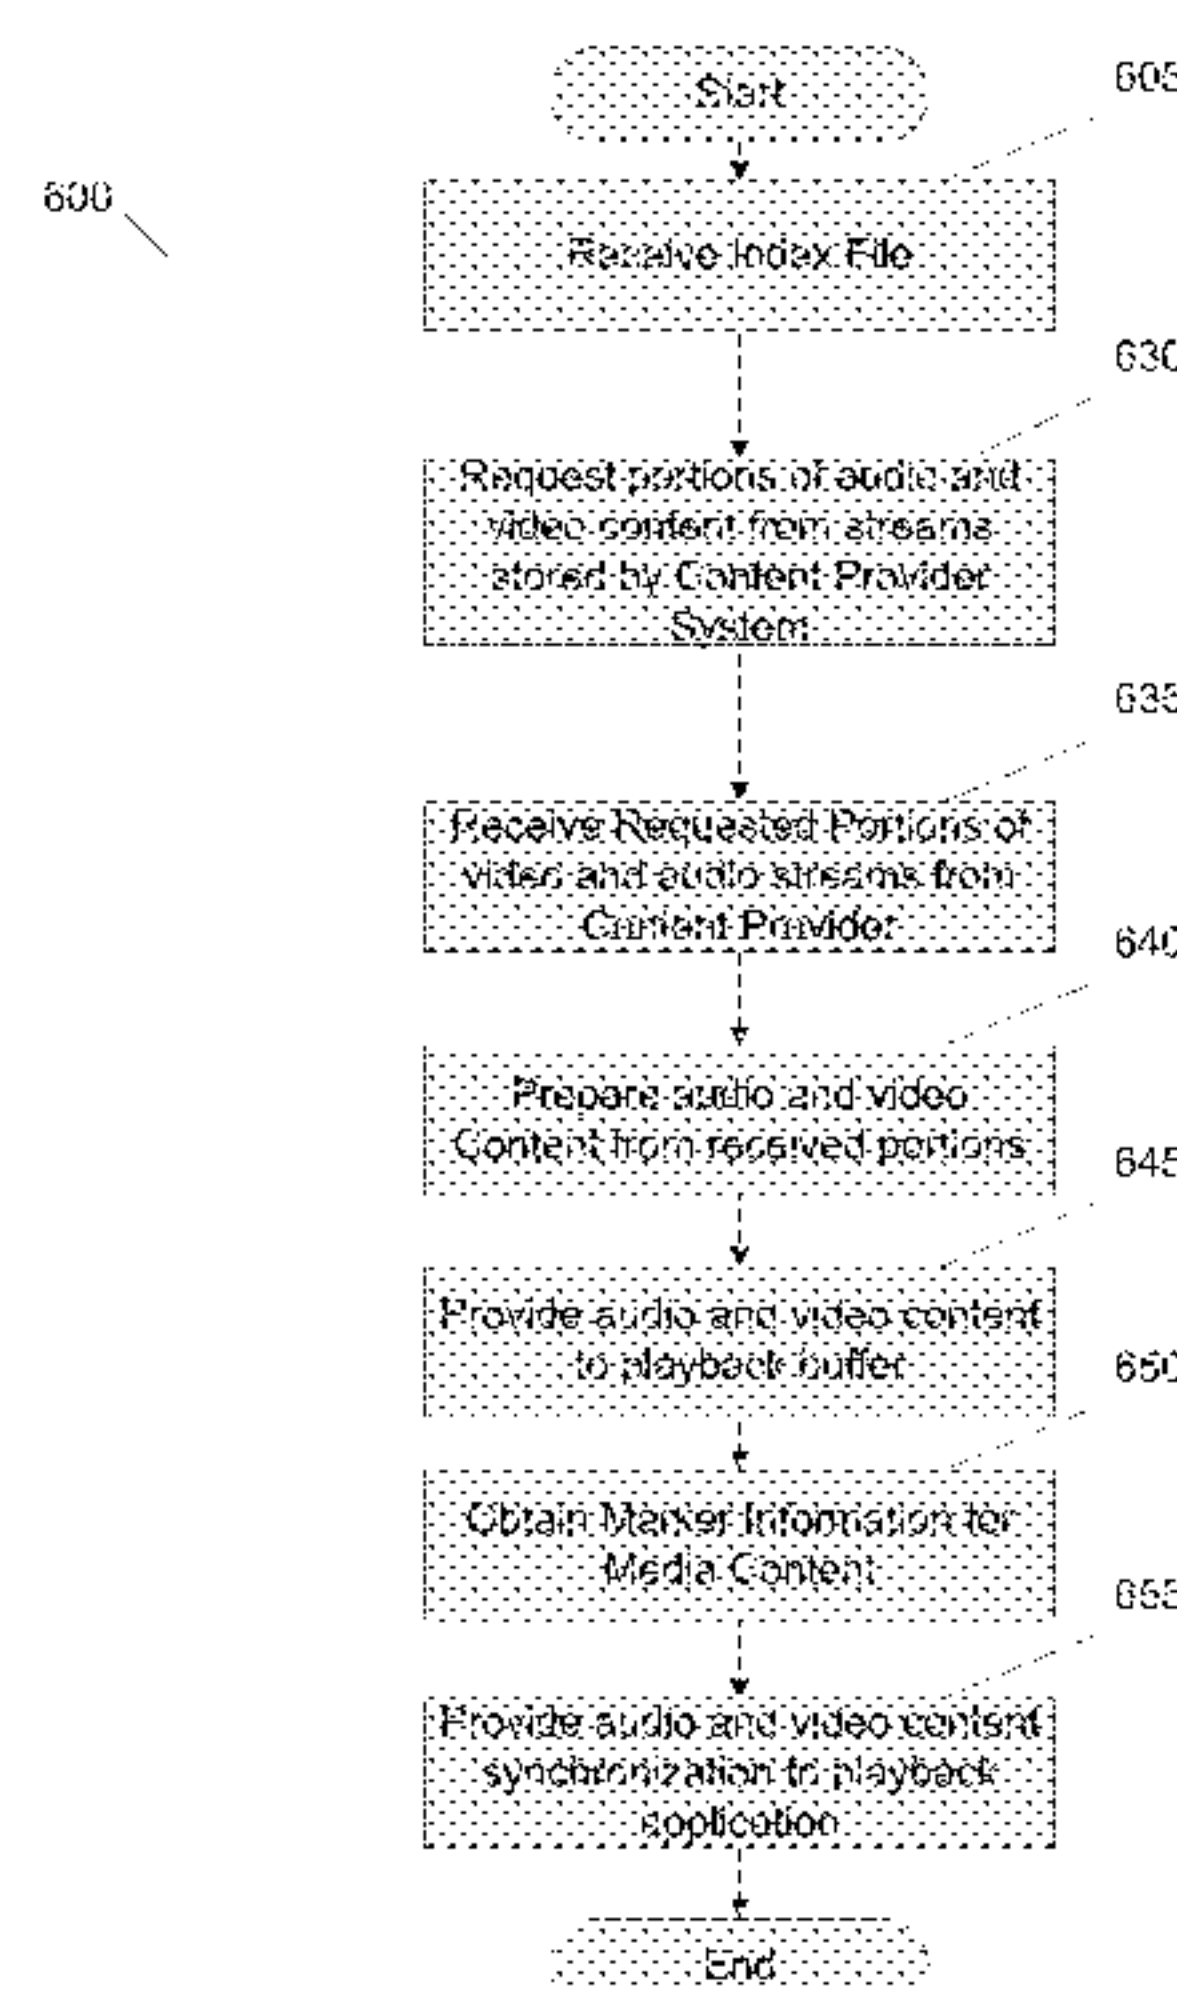 Start
605
600
Receive Index File
630
Request portions of audio and
video content from streams
stored by Content Provider
System
635
Receive Requested Portions of
video and audio streams from
Content Provider
640
Prepare audio and video
Content from received portions
645
Provide audio and video content
to playback buffer
650
Obtain Marker Information for
Media Content
655
Provide audio and video content
synchronization to playback
application
End